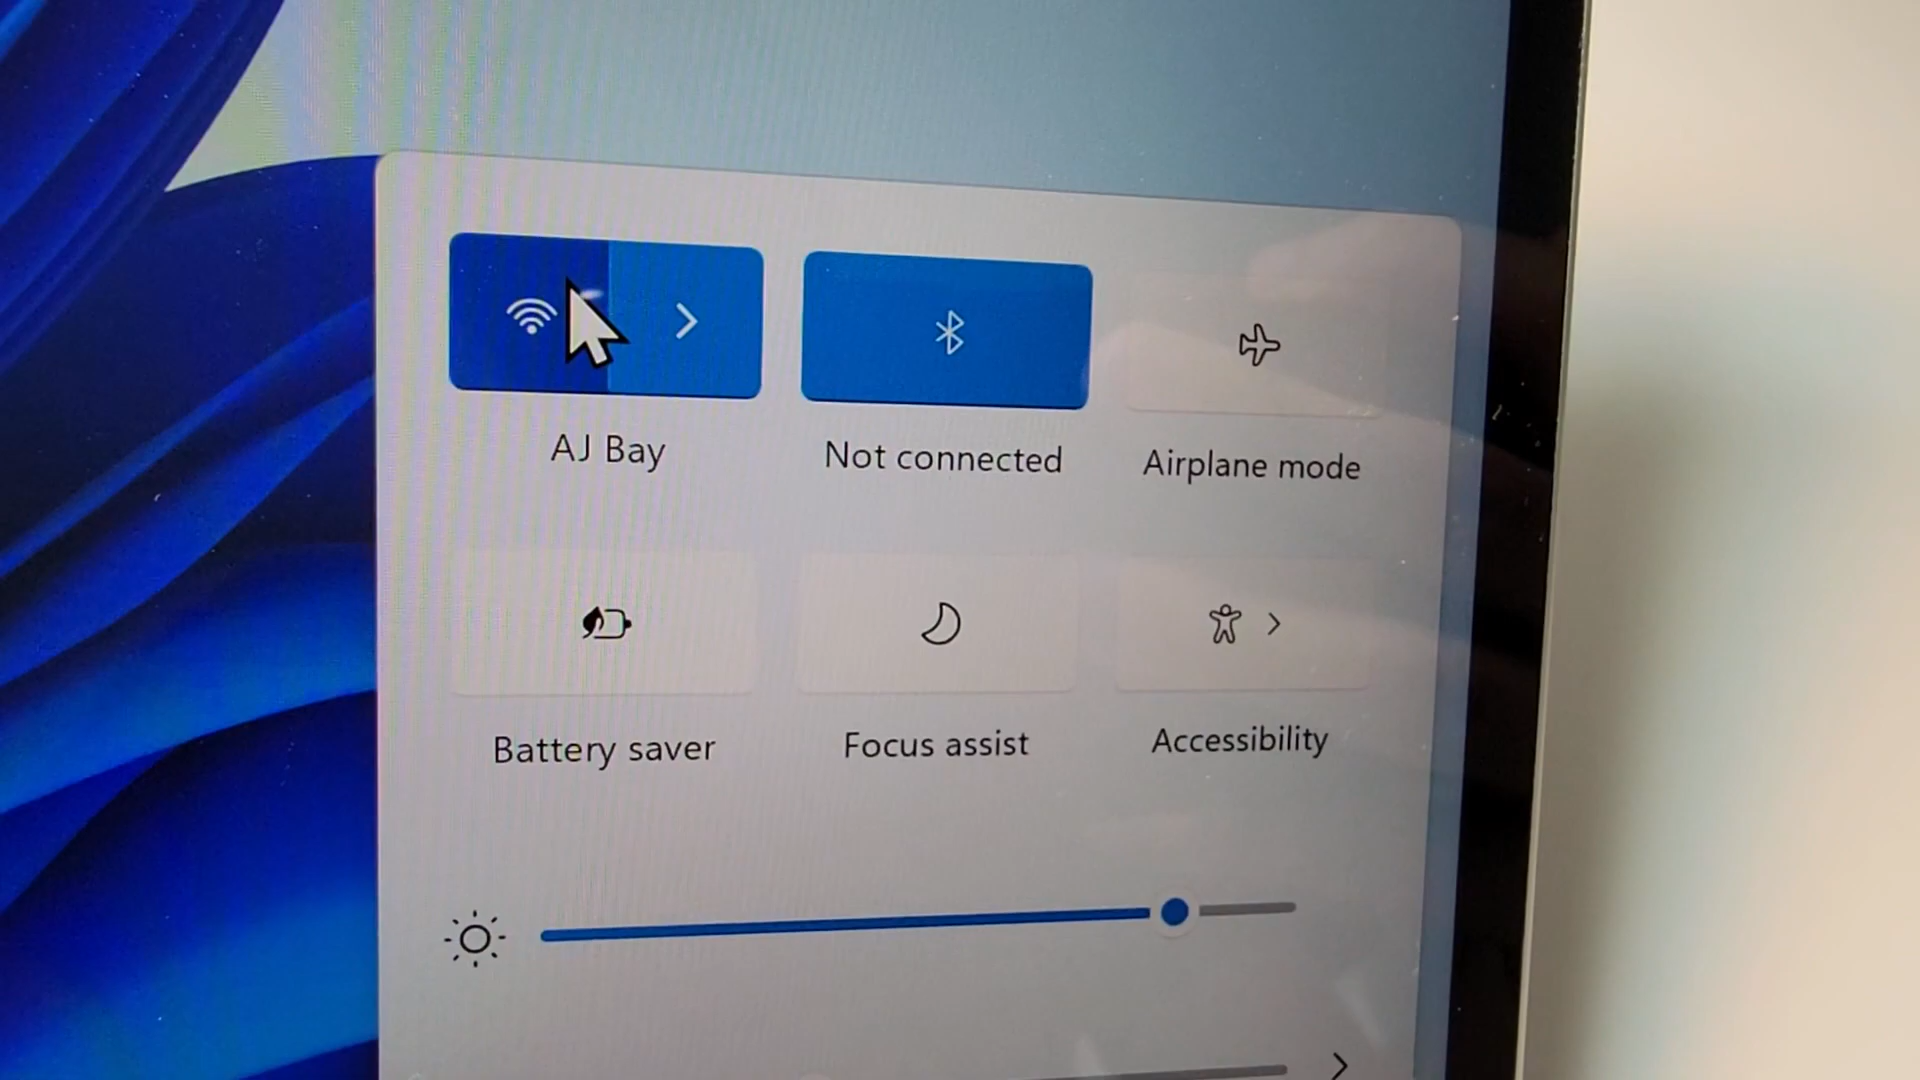 AJ Bay
Not connected
Airplane mode
Battery saver
Focus assist
Accessibility